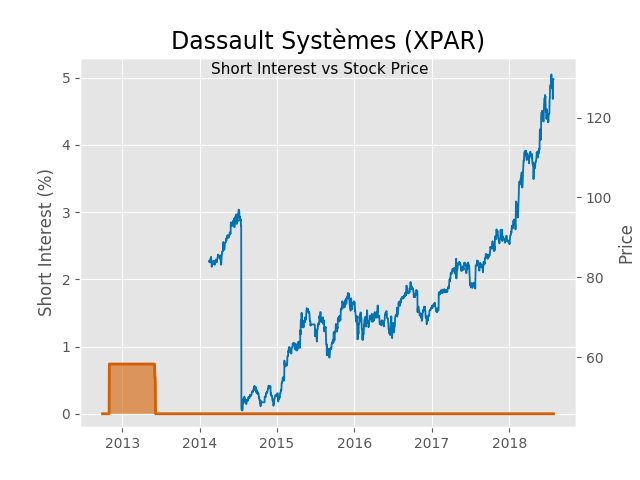 Dassault Systèmes (XPAR)
Short Interest vs Stock Price
Short Interest (%)
5
4
3
2
1
0
120
100
80
60
Price
2013 2014 2015 2016 2017 2018